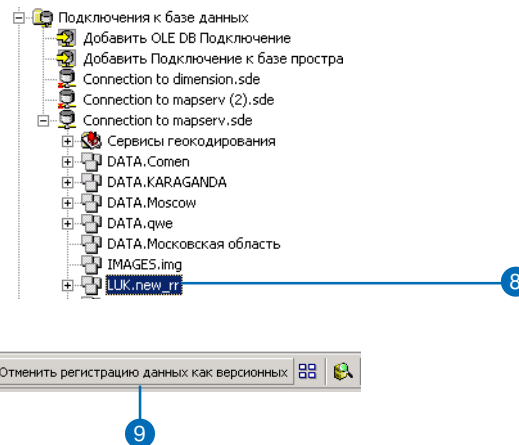 Подключения к базе данных
Добавить OLE DB Подключение
Добавить Подключение к базе простра
Connection to dimension.sde
Connection to mapserv (2).sde
Connection to mapserv.sde
Сервисы геокодирования
DATA.Comen
DATA.KARAGANDA
DATA.Moscow
DATA.qwe
DATA.Московская область
IMAGES.img
LUK.new_rr
8
Отменить регистрацию данных как версионных
9